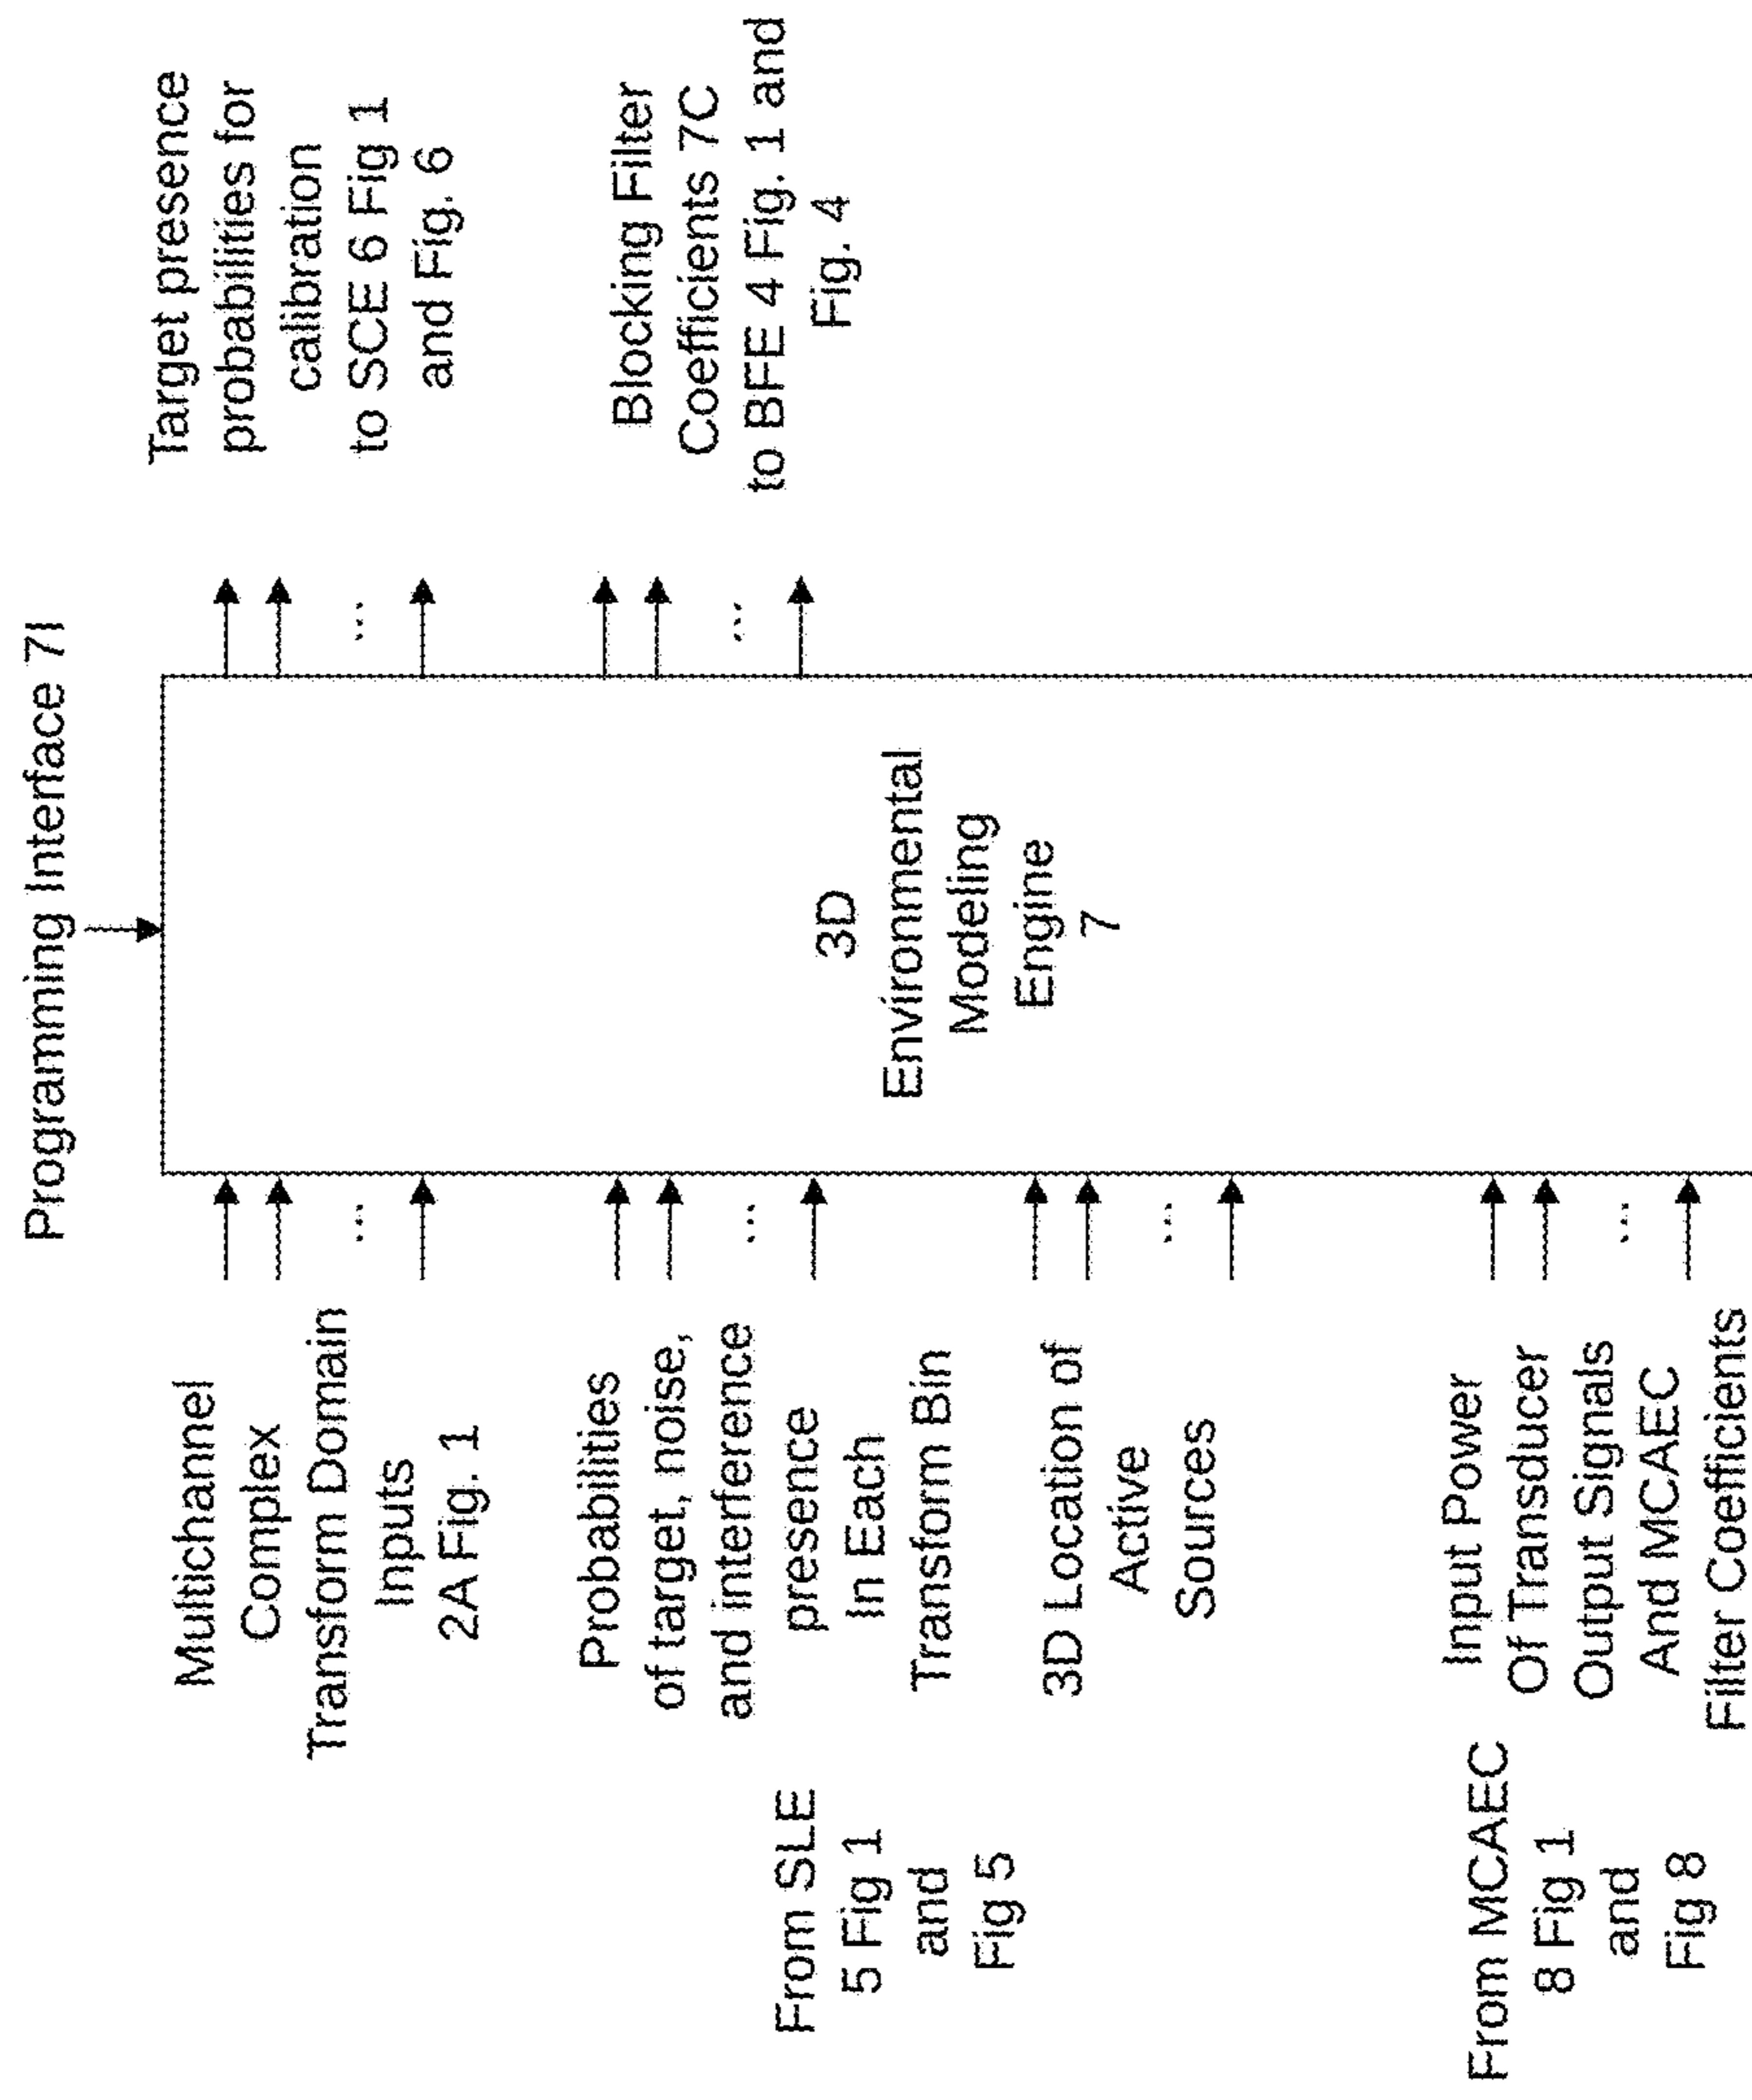 Programming Interface 7I
Multichannel
Complex
Transform Domain
Inputs
2A Fig. 1
Probabilities
of target, noise,
and interference
presence
In Each
Transform Bin
From SLE
5 Fig 1
and
Fig 5
3D Location of
Active
Sources
From MCAEC
8 Fig 1
and
Fig 8
Input Power
Of Transducer
Output Signals
And MCAEC
Filter Coefficients
3D
Environmental
Modeling
Engine
7
Target presence
probabilities for
calibration
to SCE 6 Fig 1
and Fig. 6
Blocking Filter
Coefficients 7C
to BFE 4 Fig. 1 and
Fig. 4